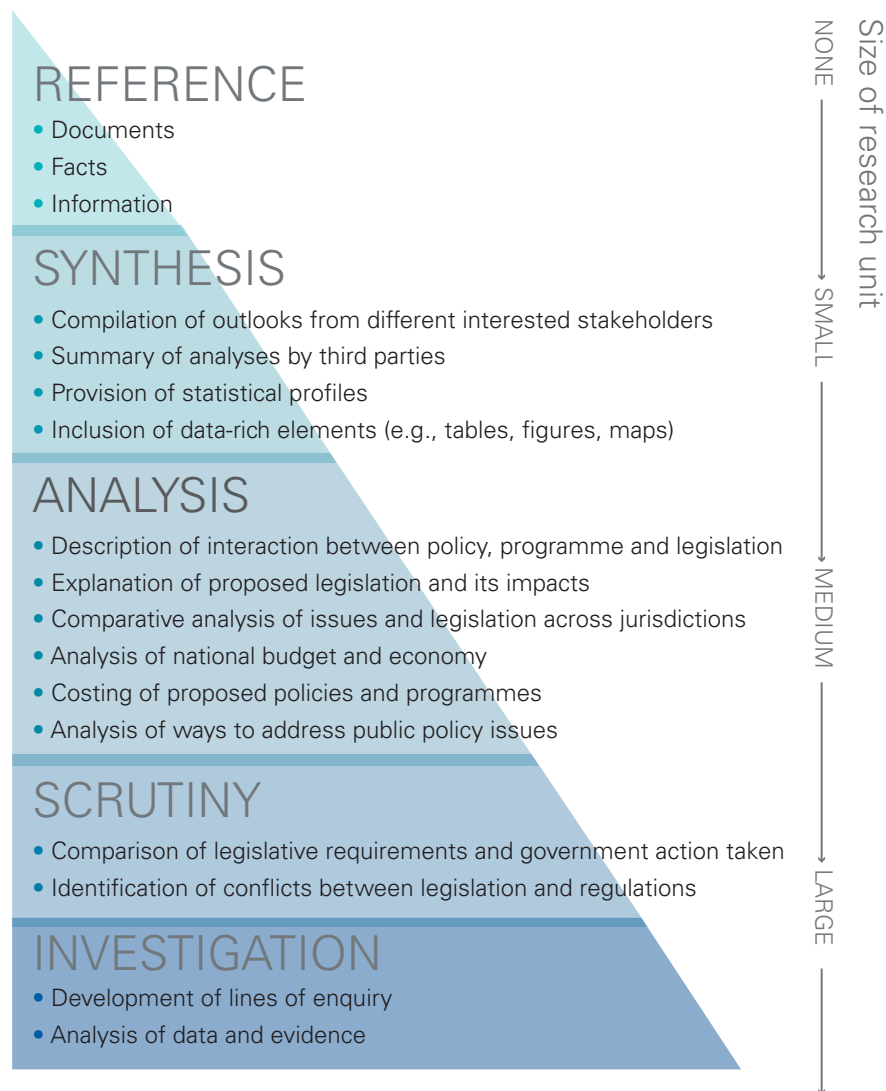 REFERENCE
• Documents
• Facts
• Information
SYNTHESIS
• Compilation of outlooks from different interested stakeholders
• Summary of analyses by third parties
• Provision of statistical profiles
• Inclusion of data-rich elements (e.g., tables, figures, maps)
ANALYSIS
• Description of interaction between policy, programme and legislation
• Explanation of proposed legislation and its impacts
• Comparative analysis of issues and legislation across jurisdictions
• Analysis of national budget and economy
• Costing of proposed policies and programmes
• Analysis of ways to address public policy issues
SCRUTINY
• Comparison of legislative requirements and government action taken
• Identification of conflicts between legislation and regulations
INVESTIGATION
• Development of lines of enquiry
• Analysis of data and evidence
Size of research unit
NONE
SMALL
MEDIUM
LARGE